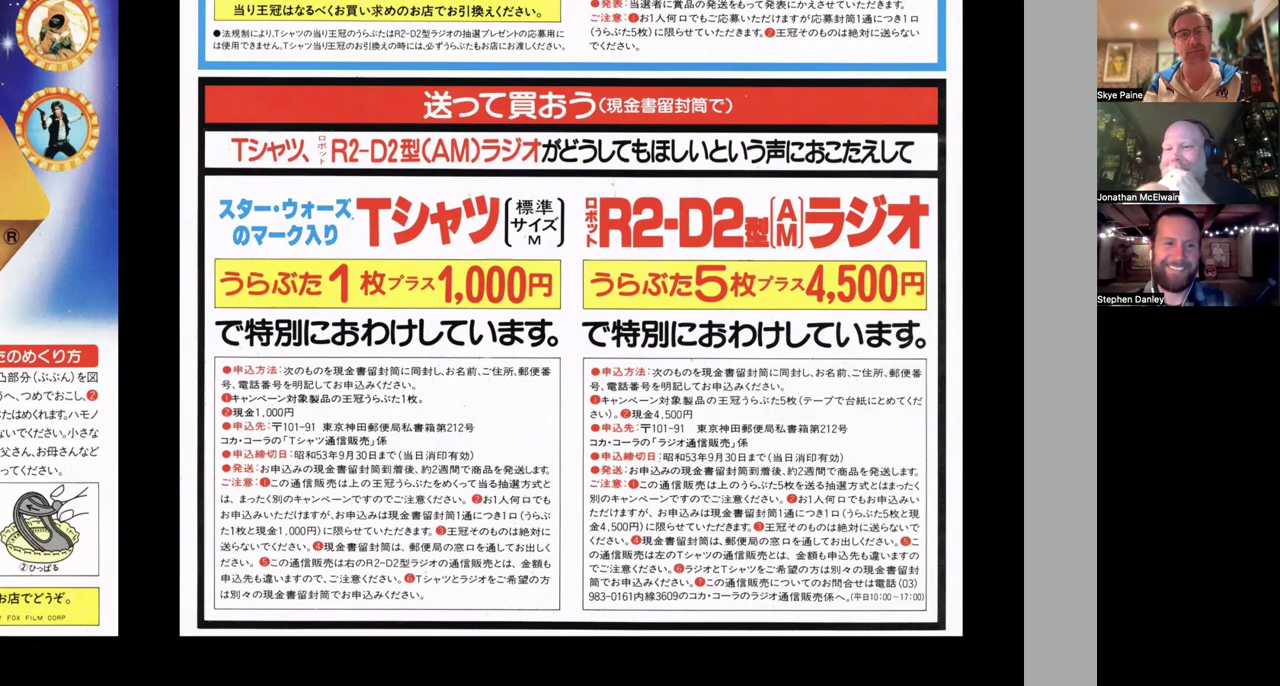 当り王冠はなるべくお買い求めのお店でお引換えください。
●法規制により、Tシャツの当り王冠のうらぶたはR2-D2型ラジオの抽選プレゼントの応募用に
は使用できません。Tシャツ当り王冠のお引換えの時には、必ずうらぶたもお店にお渡しください。
●発表:当選者に賞品の発送をもって発表にかえさせていただきます。
ご注意:❶お1人何口でもご応募いただけますが応募封筒1通につき1口
(うらぶた5枚)に限らせていただきます。❷王冠そのものは絶対に送らない
でください。
送って買おう(現金書留封筒で)
Tシャツ、ロボットR2-D2型(AM)ラジオがどうしてもほしいという声におこたえして
スター・ウォーズ
のマーク入り
Tシャツ(標準サイズM)
うらぶた1枚プラス1,000円
で特別におわけしています。
●申込方法:次のものを現金書留封筒に同封し、お名前、ご住所、郵便番
号、電話番号を明記してお申込みください。
❶キャンペーン対象製品の王冠うらぶた1枚。
❷現金1,000円
●申込先:〒101-91 東京神田郵便局私書箱第212号
コカ・コーラの「Tシャツ通信販売」係
●申込締切日:昭和53年9月30日まで(当日消印有効)
●発送:お申込みの現金書留封筒到着後、約2週間で商品を発送します。
ご注意:❶この通信販売は上の王冠うらぶたをめくって当る抽選方式と
は、まったく別のキャンペーンですのでご注意ください。❷お1人何口でも
お申込みいただけますが、お申込みは現金書留封筒1通につき1口(うらぶ
た1枚と現金1,000円)に限らせていただきます。❸王冠そのものは絶対に
送らないでください。❹現金書留封筒は、郵便局の窓口を通してお出しく
ださい。❺この通信販売は右のR2-D2型ラジオの通信販売とは、金額も
申込先も違いますので、ご注意ください。❻Tシャツとラジオをご希望の方
は別々の現金書留封筒でお申込みください。
ロボットR2-D2型(AM)ラジオ
うらぶた5枚プラス4,500円
で特別におわけしています。
●申込方法:次のものを現金書留封筒に同封し、お名前、ご住所、郵便番
号、電話番号を明記してお申込みください。
❶キャンペーン対象製品の王冠うらぶた5枚(テープで台紙にとめてくだ
さい)。❷現金4,500円
●申込先:〒101-91 東京神田郵便局私書箱第212号
コカ・コーラの「ラジオ通信販売」係
●申込締切日:昭和53年9月30日まで(当日消印有効)
●発送:お申込みの現金書留封筒到着後、約2週間で商品を発送します。
ご注意:❶この通信販売は上のうらぶた5枚を送る抽選方式とはまったく
別のキャンペーンですのでご注意ください。❷お1人何口でもお申込みい
ただけますが、お申込みは現金書留封筒1通につき1口(うらぶた5枚と現
金4,500円)に限らせていただきます。❸王冠そのものは絶対に送らないで
ください。❹現金書留封筒は、郵便局の窓口を通してお出しください。❺こ
の通信販売は左のTシャツの通信販売とは、金額も申込先も違いますの
でご注意ください。❻ラジオとTシャツをご希望の方は別々の現金書留封
筒でお申込みください。❼この通信販売についてのお問合せは電話(03)
983-0161内線3609のコカ・コーラのラジオ通信販売係へ。(平日10:00−17:00)
®
たのめくり方
凸部分(ぶぶん)を図
うへ、つめでおこし、❷
たはめくれます。ハモノ
ないでください。小さな
父さん、お母さんなど
ってください。
②ひっぱる
お店でどうぞ。
FOX FILM CORP
Skye Paine
Jonathan McElwain
Stephen Danley